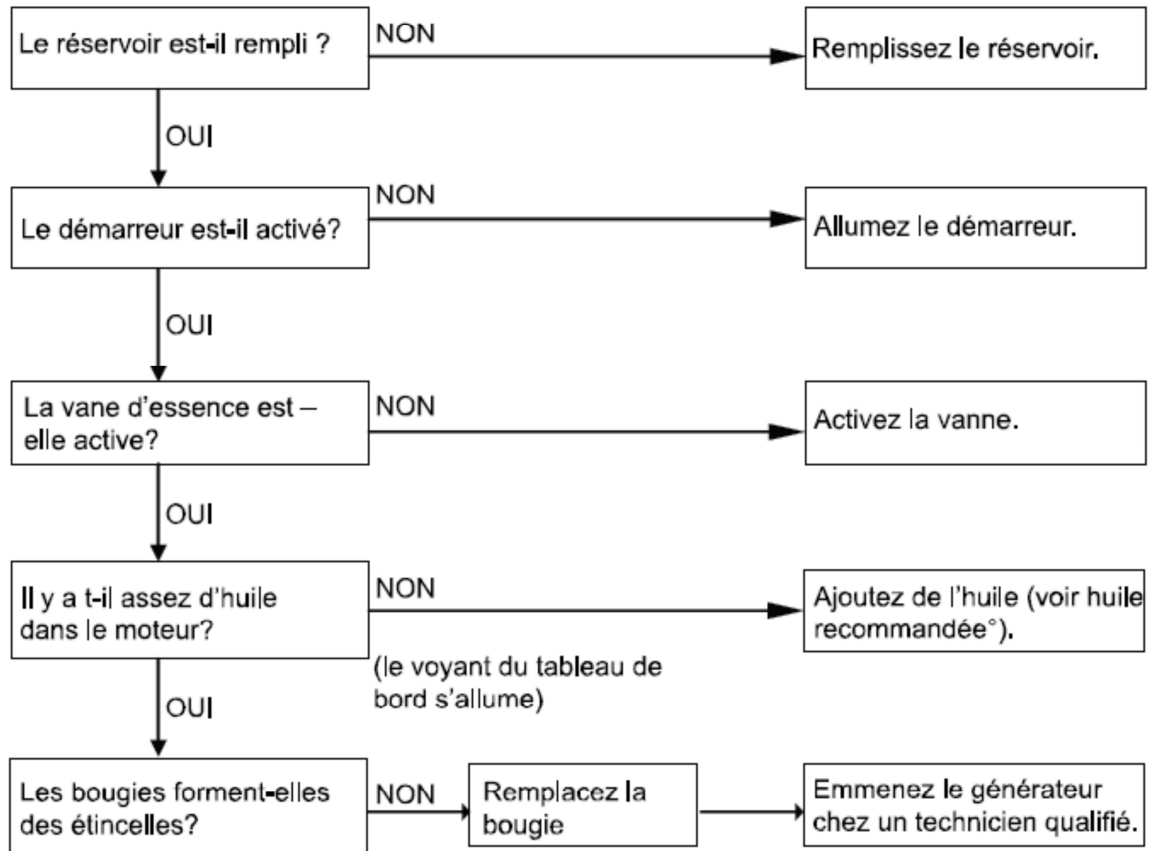 Le réservoir est-il rempli ?
NON
Remplissez le réservoir.
OUI
Le démarreur est-il activé?
NON
Allumez le démarreur.
OUI
La vane d'essence est –
elle active?
NON
Activez la vanne.
OUI
Il y a t-il assez d'huile
dans le moteur?
NON
(le voyant du tableau de
bord s'allume)
Ajoutez de l'huile (voir huile
recommandée°).
OUI
Les bougies forment-elles
des étincelles?
NON
Remplacez la
bougie
Emmenez le générateur
chez un technicien qualifié.